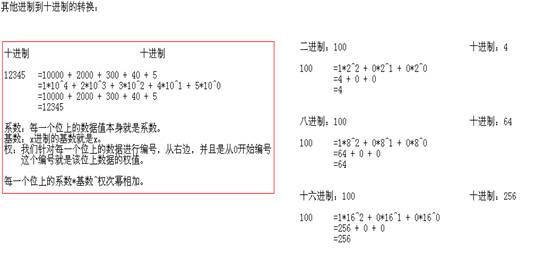 其他进制到十进制的转换：
十进制 十进制
12345 =10000 + 2000 + 300 + 40 + 5
=1*10^4 + 2*10^3 + 3*10^2 + 4*10^1 + 5*10^0
=10000 + 2000 + 300 + 40 + 5
=12345
系数：每一个位上的数据值本身就是系数。
基数：x进制的基数就是x。
权：我们针对每一个位上的数据进行编号，从右边，并且是从0开始编号
这个编号就是该位上数据的权值。
每一个位上的系数*基数^权次幂相加。
二进制：100 十进制：4
100 =1*2^2 + 0*2^1 + 0*2^0
=4 + 0 + 0
=4
八进制：100 十进制：64
100 =1*8^2 + 0*8^1 + 0*8^0
=64 + 0 + 0
=64
十六进制：100 十进制：256
100 =1*16^2 + 0*16^1 + 0*16^0
=256 + 0 + 0
=256